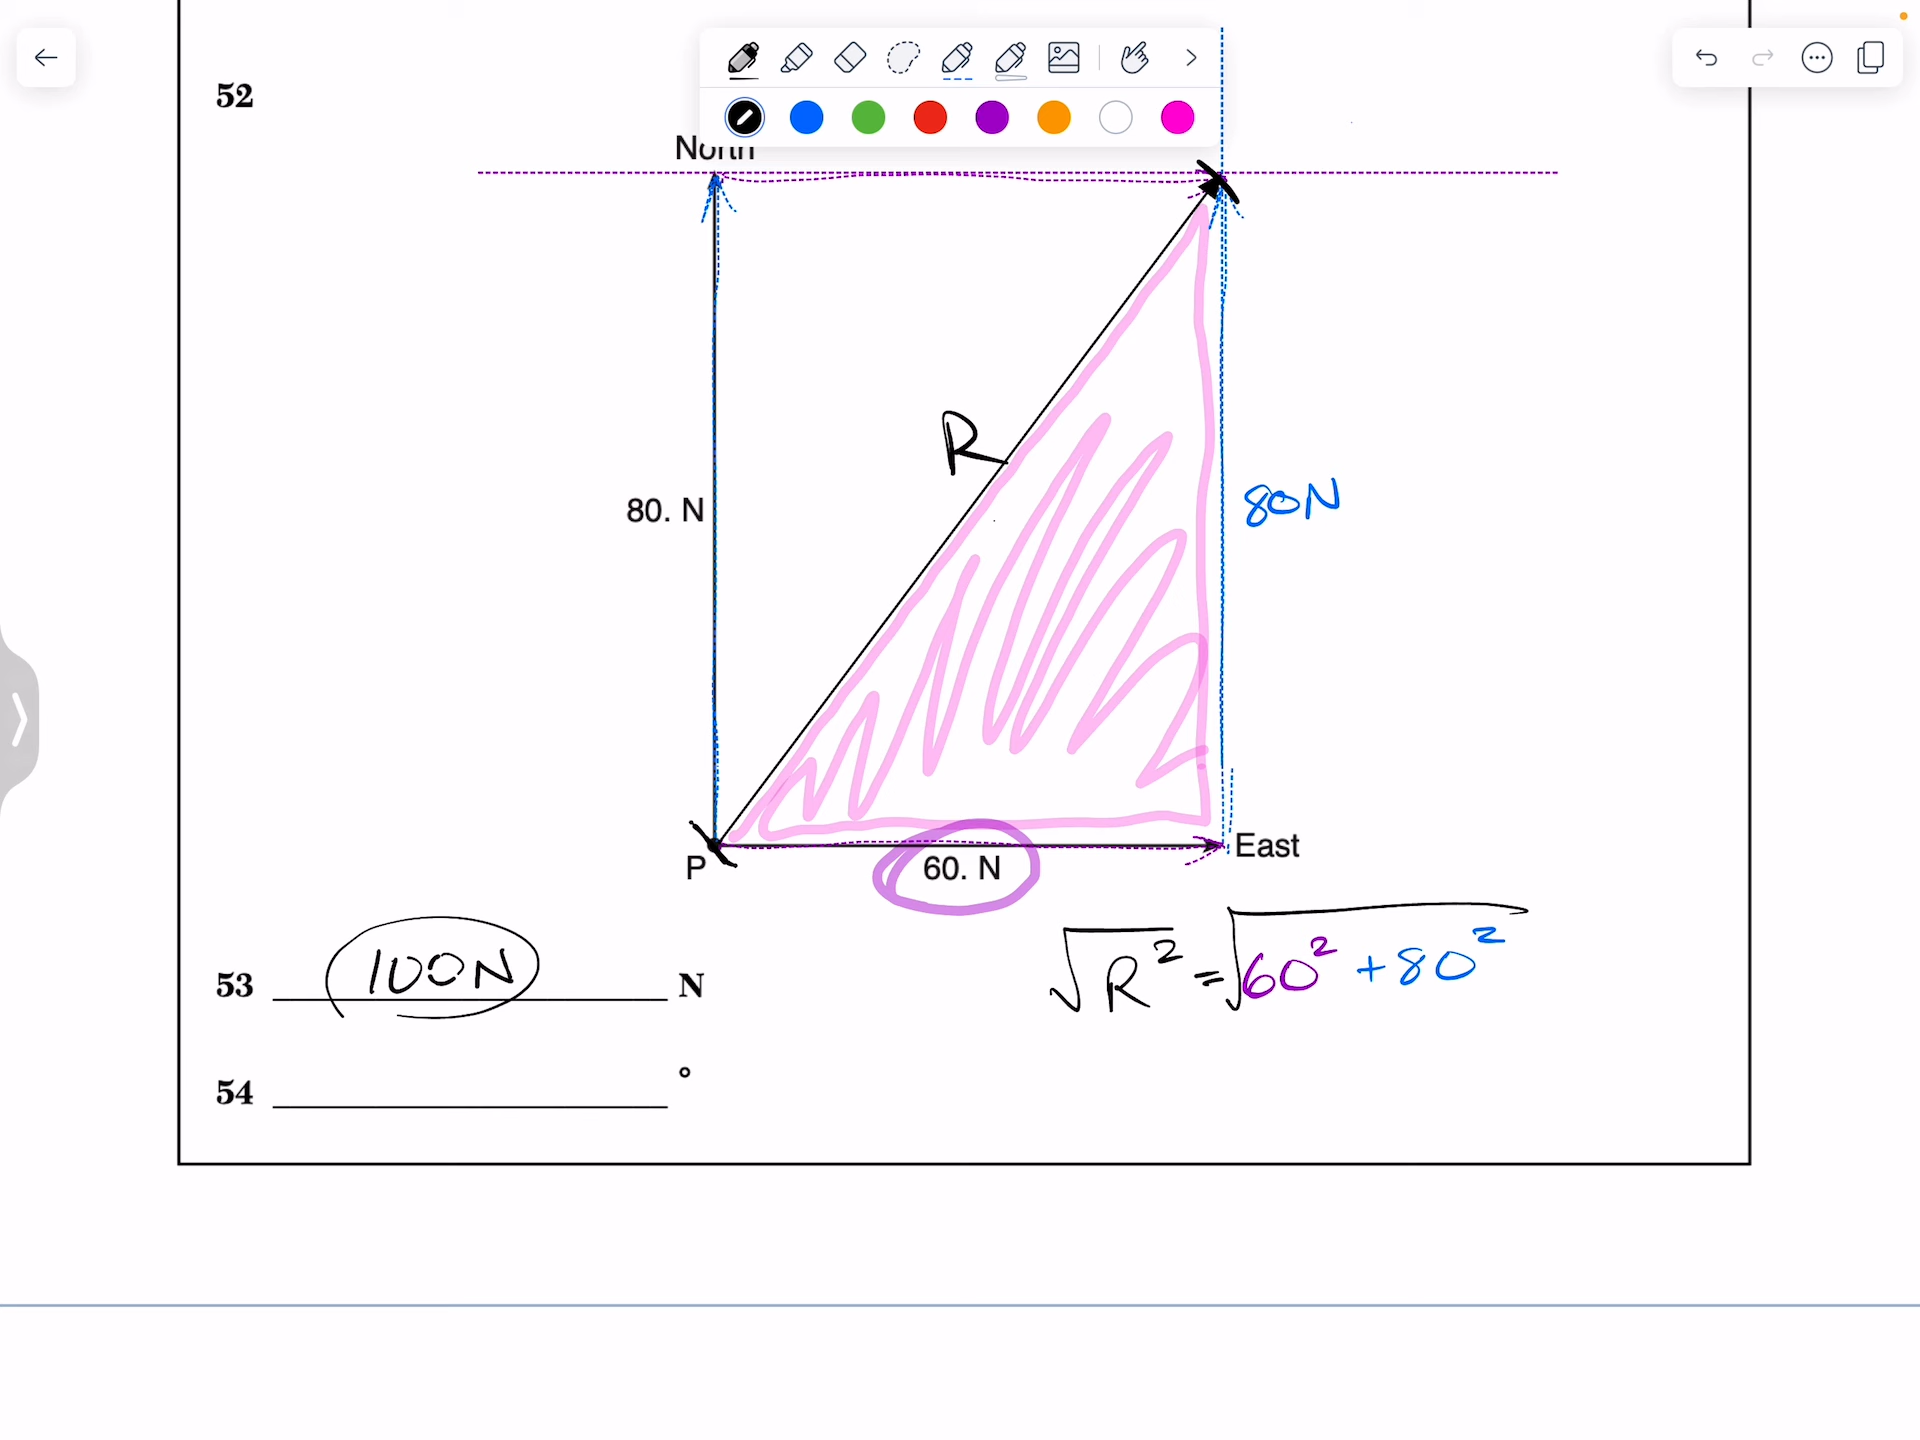 52
North
R
80. N
80N
P
60. N
East
√R² = √60² + 80²
53 100N N
54 °